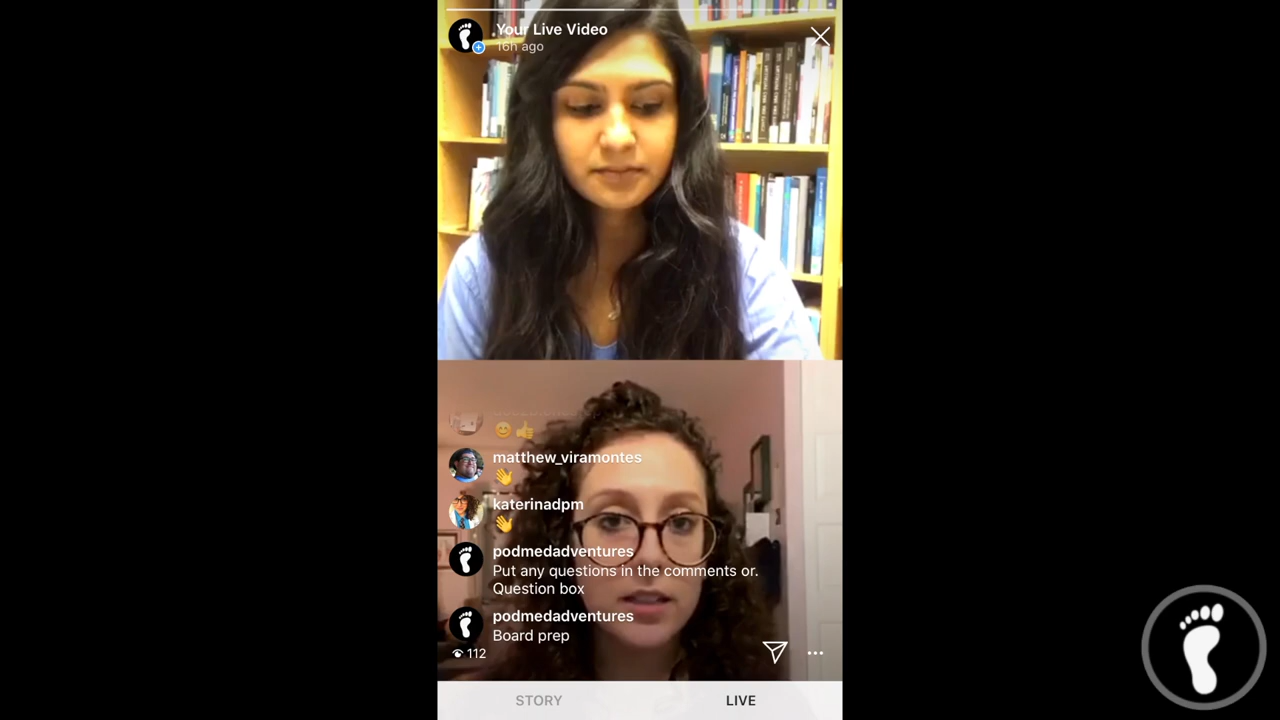 Your Live Video
16h ago
matthew_viramontes
👋
katerinadpm
👋
podmedadventures
Put any questions in the comments or.
Question box
podmedadventures
Board prep
112
STORY
LIVE